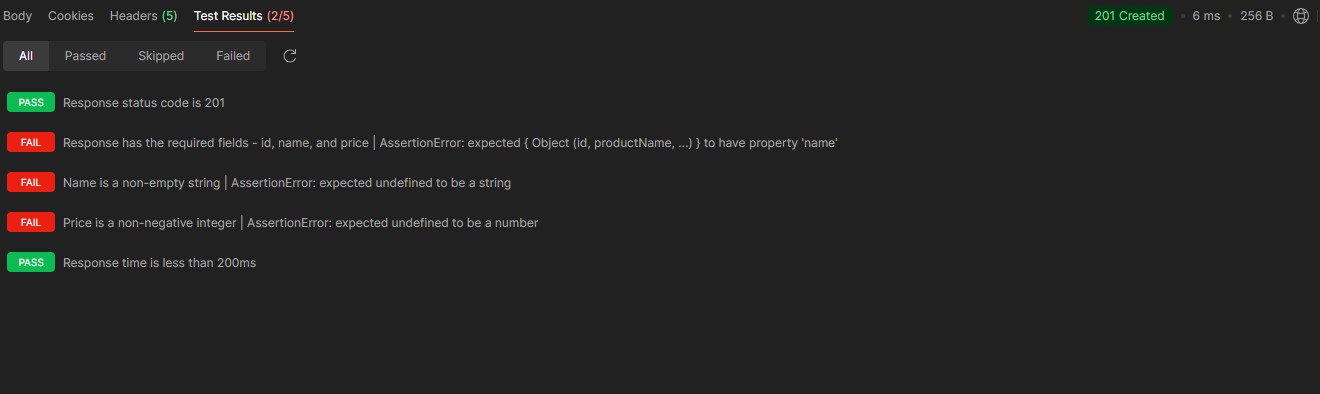 Body Cookies Headers (5) Test Results (2/5) 201 Created • 6 ms • 256 B •
All Passed Skipped Failed
PASS Response status code is 201
FAIL Response has the required fields - id, name, and price | AssertionError: expected { Object (id, productName, ...) } to have property 'name'
FAIL Name is a non-empty string | AssertionError: expected undefined to be a string
FAIL Price is a non-negative integer | AssertionError: expected undefined to be a number
PASS Response time is less than 200ms